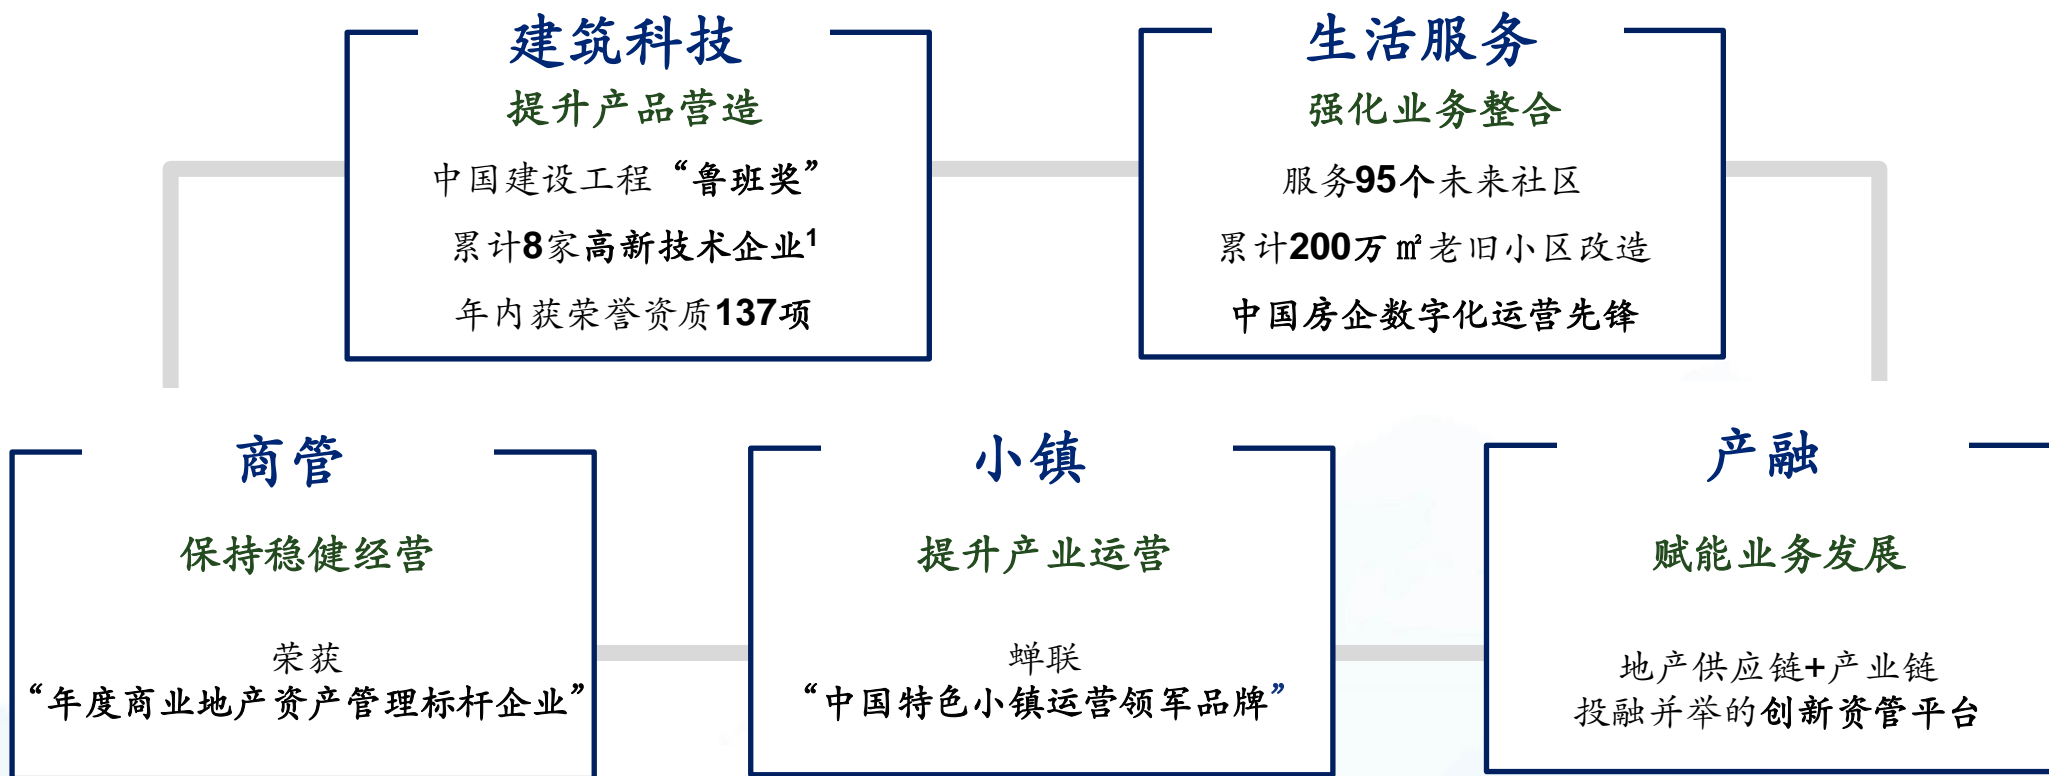 建筑科技
提升产品营造
中国建设工程“鲁班奖”
累计8家高新技术企业1
年内获荣誉资质137项
生活服务
强化业务整合
服务95个未来社区
累计200万㎡老旧小区改造
中国房企数字化运营先锋
商管
保持稳健经营
荣获
“年度商业地产资产管理标杆企业”
小镇
提升产业运营
蝉联
“中国特色小镇运营领军品牌”
产融
赋能业务发展
地产供应链+产业链
投融并举的创新资管平台